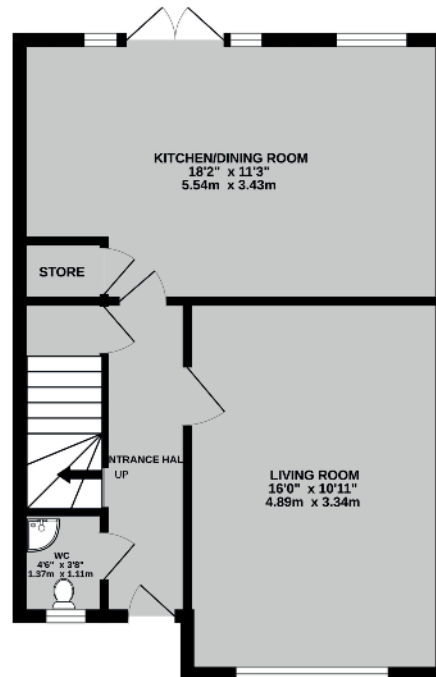 KITCHEN/DINING ROOM
18'2" x 11'3"
5.54m x 3.43m
STORE
NTRANCE HAL
UP
LIVING ROOM
16'0" x 10'11"
4.89m x 3.34m
WC
4'6" x 3'8"
1.37m x 1.11m